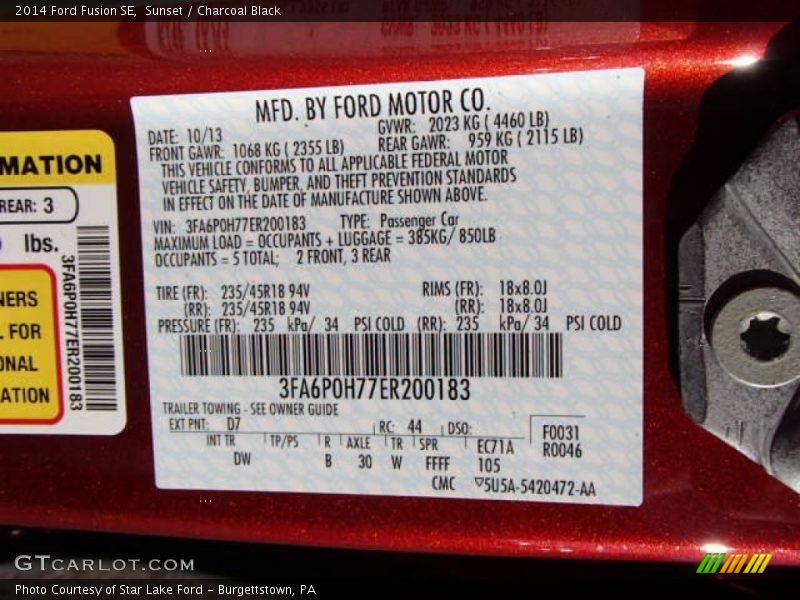 2014 Ford Fusion SE, Sunset / Charcoal Black
MFD. BY FORD MOTOR CO.
DATE: 10/13 GVWR: 2023 KG ( 4460 LB)
FRONT GAWR: 1068 KG ( 2355 LB) REAR GAWR: 959 KG ( 2115 LB)
THIS VEHICLE CONFORMS TO ALL APPLICABLE FEDERAL MOTOR
VEHICLE SAFETY, BUMPER, AND THEFT PREVENTION STANDARDS
IN EFFECT ON THE DATE OF MANUFACTURE SHOWN ABOVE.
VIN: 3FA6P0H77ER200183 TYPE: Passenger Car
MAXIMUM LOAD = OCCUPANTS + LUGGAGE = 385KG/ 850LB
OCCUPANTS = 5 TOTAL; 2 FRONT, 3 REAR
TIRE (FR): 235/45R18 94V RIMS (FR): 18x8.0J
(RR): 235/45R18 94V (RR): 18x8.0J
PRESSURE (FR): 235 kPa/ 34 PSI COLD (RR): 235 kPa/ 34 PSI COLD
3FA6P0H77ER200183
TRAILER TOWING - SEE OWNER GUIDE
EXT PNT: D7 RC: 44 DSO: F0031
R0046
INT TR TP/PS R AXLE TR SPR EC71A
DW B 30 W FFFF 105
CMC ▽5U5A-5420472-AA
MATION
REAR: 3
lbs.
3FA6P0H77ER200183
NERS
L FOR
ONAL
ATION
GTCARLOT.COM
Photo Courtesy of Star Lake Ford - Burgettstown, PA